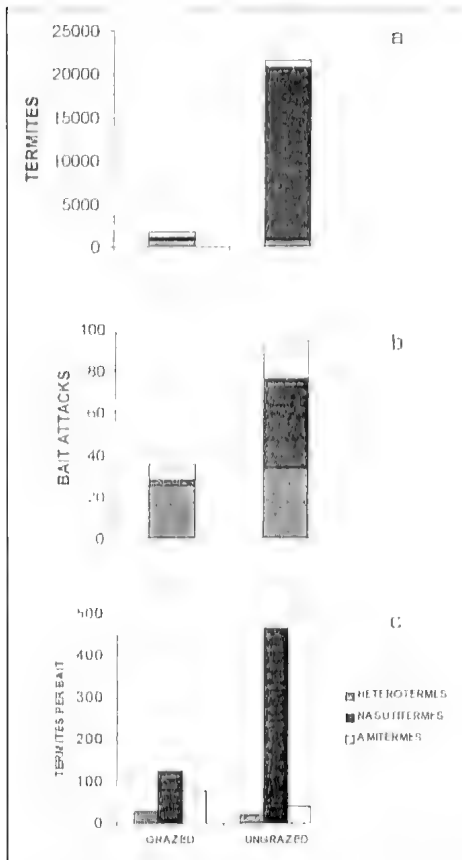 a
TERMITES
25000
20000
15000
10000
5000
0
b
BAIT ATTACKS
100
80
60
40
20
0
c
TERMITES PER BAIT
500
400
300
200
100
0
GRAZED
UNGRAZED
HETEROTERMES
NASUTITERMES
AMITERMES